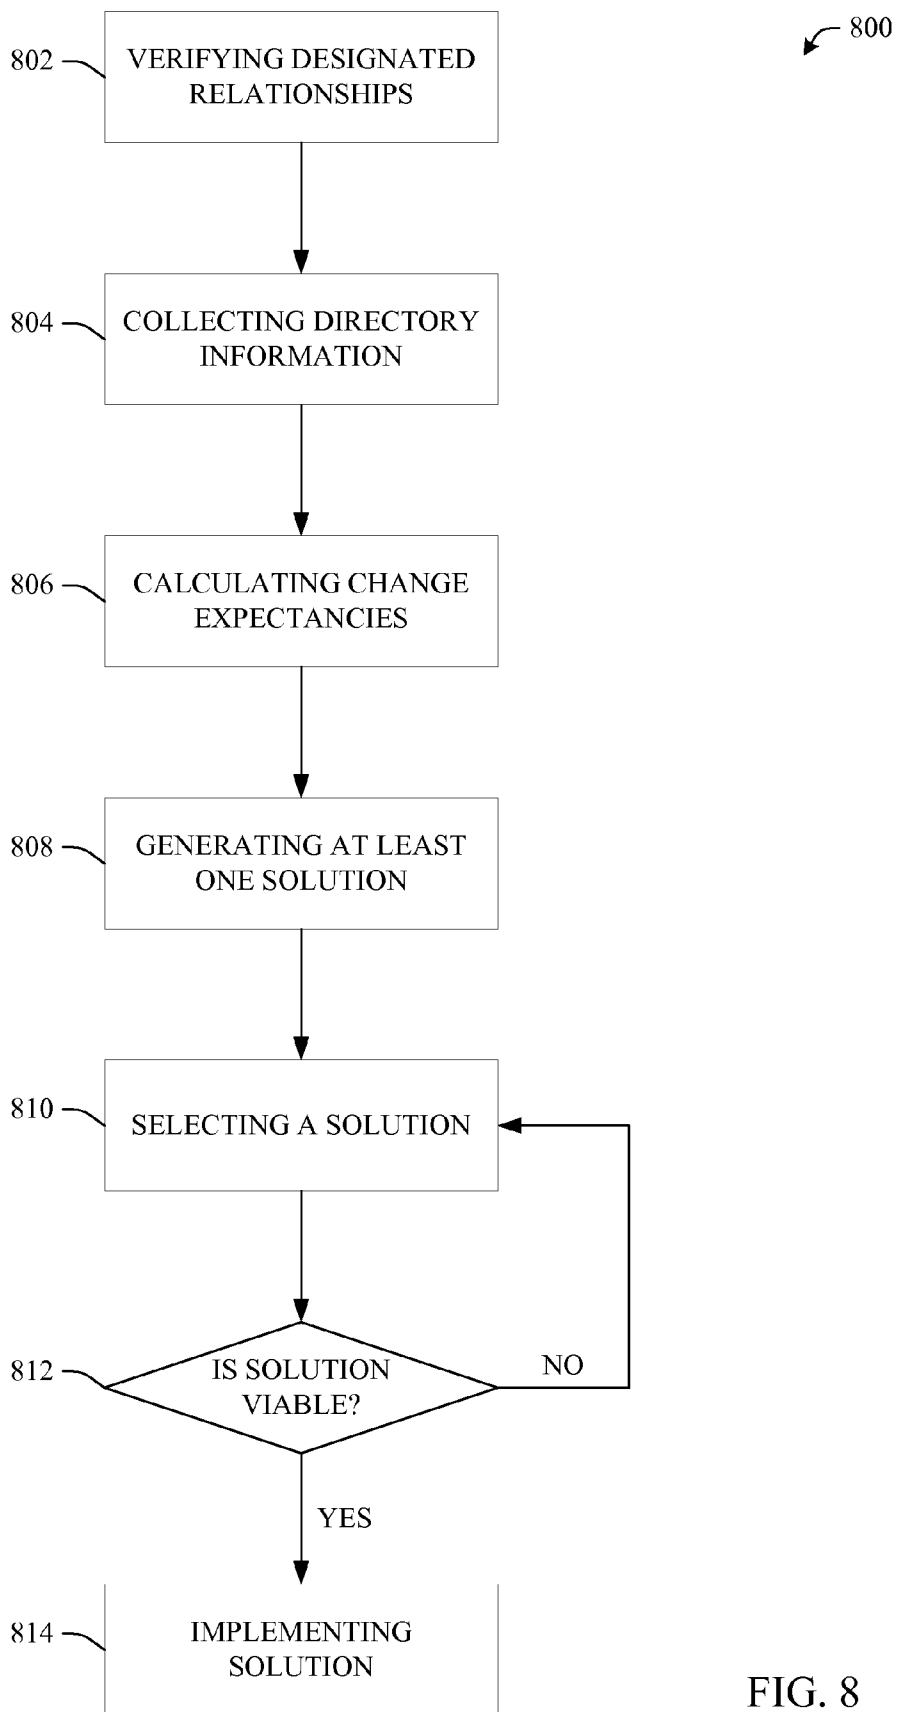 800
802
VERIFYING DESIGNATED
RELATIONSHIPS
804
COLLECTING DIRECTORY
INFORMATION
806
CALCULATING CHANGE
EXPECTANCIES
808
GENERATING AT LEAST
ONE SOLUTION
810
SELECTING A SOLUTION
812
IS SOLUTION
VIABLE?
NO
YES
814
IMPLEMENTING
SOLUTION
FIG. 8